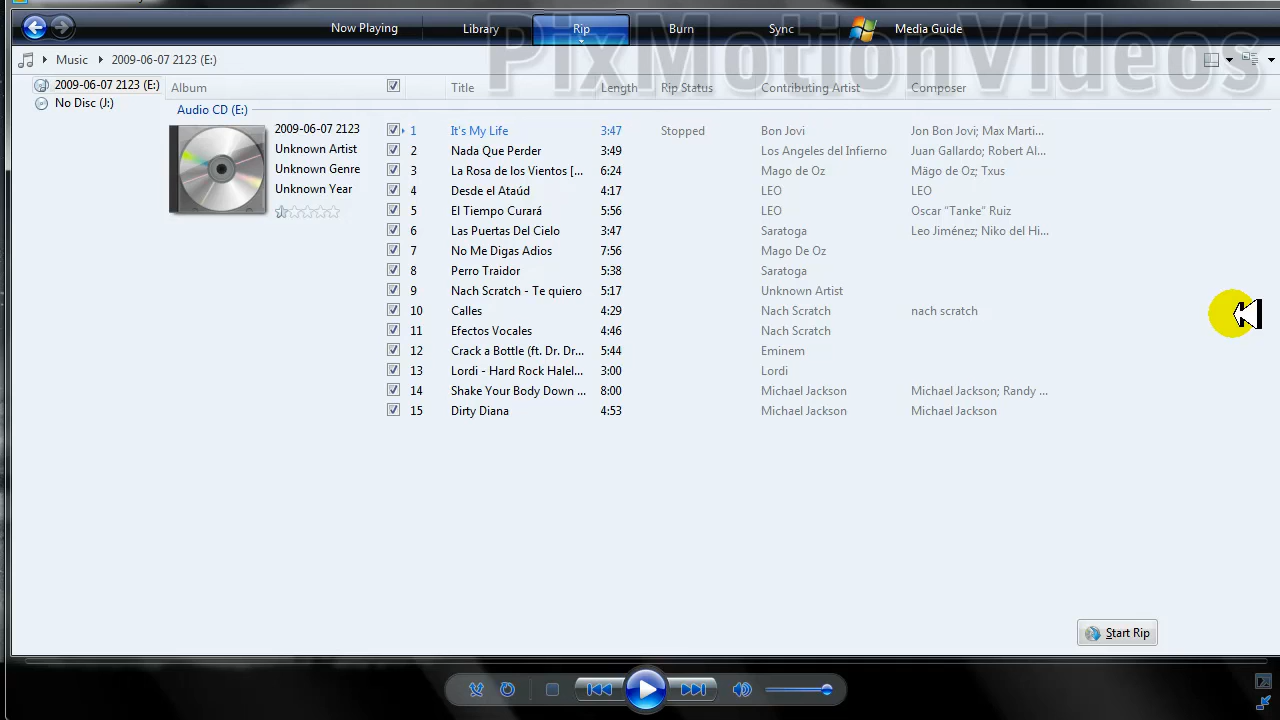 Now Playing Library Rip Burn Sync Media Guide
PixMotionVideos
Music 2009-06-07 2123 (E:)
2009-06-07 2123 (E:)
No Disc (J:)
Album Title Length Rip Status Contributing Artist Composer
Audio CD (E:)
2009-06-07 2123
Unknown Artist
Unknown Genre
Unknown Year
1 It's My Life 3:47 Stopped Bon Jovi Jon Bon Jovi; Max Marti...
2 Nada Que Perder 3:49 Los Angeles del Infierno Juan Gallardo; Robert Al...
3 La Rosa de los Vientos [... 6:24 Mago de Oz Mägo de Oz; Txus
4 Desde el Ataúd 4:17 LEO LEO
5 El Tiempo Curará 5:56 LEO Oscar "Tanke" Ruiz
6 Las Puertas Del Cielo 3:47 Saratoga Leo Jiménez; Niko del Hi...
7 No Me Digas Adios 7:56 Mago De Oz
8 Perro Traidor 5:38 Saratoga
9 Nach Scratch - Te quiero 5:17 Unknown Artist
10 Calles 4:29 Nach Scratch nach scratch
11 Efectos Vocales 4:46 Nach Scratch
12 Crack a Bottle (ft. Dr. Dr... 5:44 Eminem
13 Lordi - Hard Rock Halel... 3:00 Lordi
14 Shake Your Body Down ... 8:00 Michael Jackson Michael Jackson; Randy ...
15 Dirty Diana 4:53 Michael Jackson Michael Jackson
Start Rip